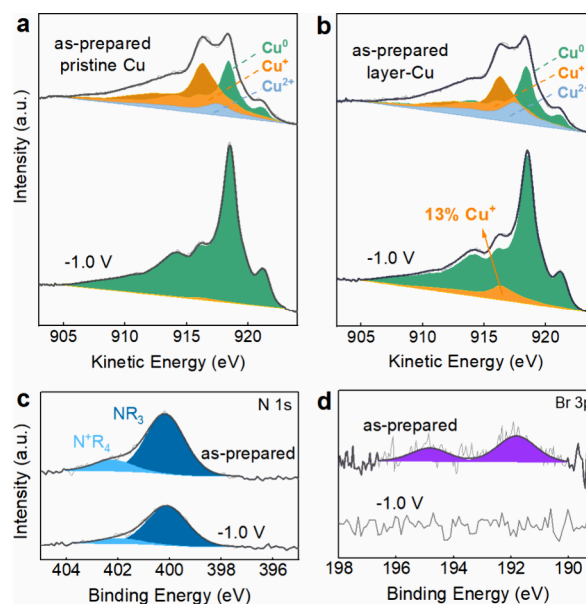 a
as-prepared
pristine Cu
Cu⁰
Cu⁺
Cu²⁺
-1.0 V
905 910 915 920
Kinetic Energy (eV)
Intensity (a.u.)
b
as-prepared
layer-Cu
Cu⁰
Cu⁺
Cu²⁺
13% Cu⁺
-1.0 V
905 910 915 920
Kinetic Energy (eV)
c
N 1s
NR₃
N⁺R₄
as-prepared
-1.0 V
404 402 400 398 396
Binding Energy (eV)
Intensity (a.u.)
d
Br 3p
as-prepared
-1.0 V
198 196 194 192 190
Binding Energy (eV)